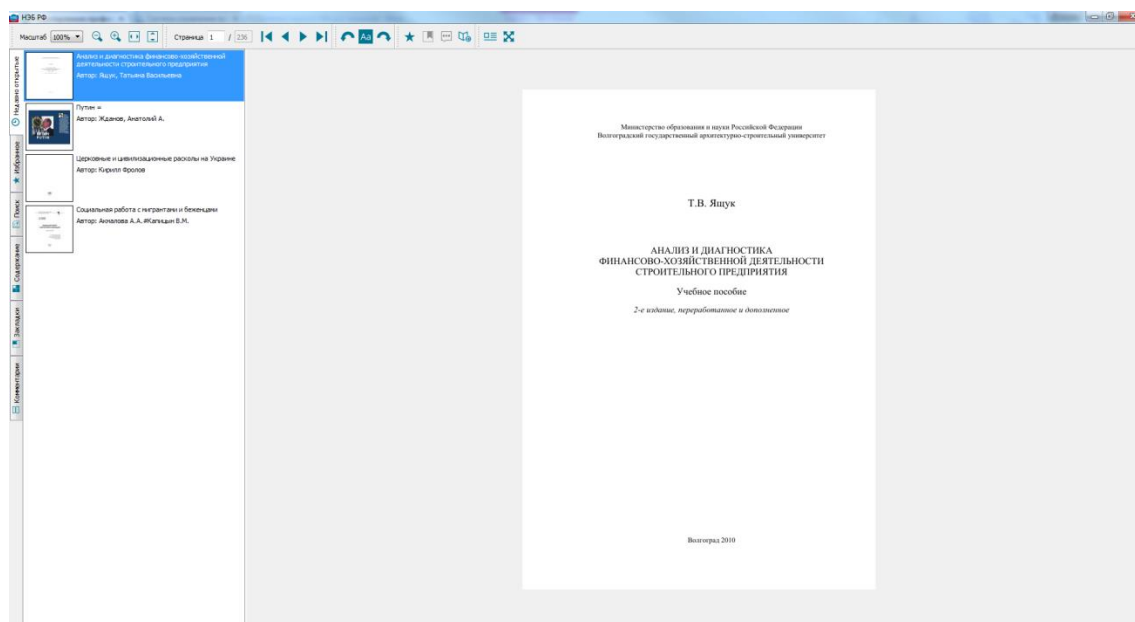 НЭБ РФ
Масштаб 100% Страница 1 / 236
Недавно открытые
Избранное
Поиск
Содержание
Закладки
Комментарии
Анализ и диагностика финансово-хозяйственной
деятельности строительного предприятия
Автор: Ящук, Татьяна Васильевна
Путин =
Автор: Жданов, Анатолий А.
Церковные и цивилизационные расколы на Украине
Автор: Кирилл Фролов
Социальная работа с мигрантами и беженцами
Автор: Акмалова А.А. #Капицын В.М.
Министерство образования и науки Российской Федерации
Волгоградский государственный архитектурно-строительный университет
Т.В. Ящук
АНАЛИЗ И ДИАГНОСТИКА
ФИНАНСОВО-ХОЗЯЙСТВЕННОЙ ДЕЯТЕЛЬНОСТИ
СТРОИТЕЛЬНОГО ПРЕДПРИЯТИЯ
Учебное пособие
2-е издание, переработанное и дополненное
Волгоград 2010